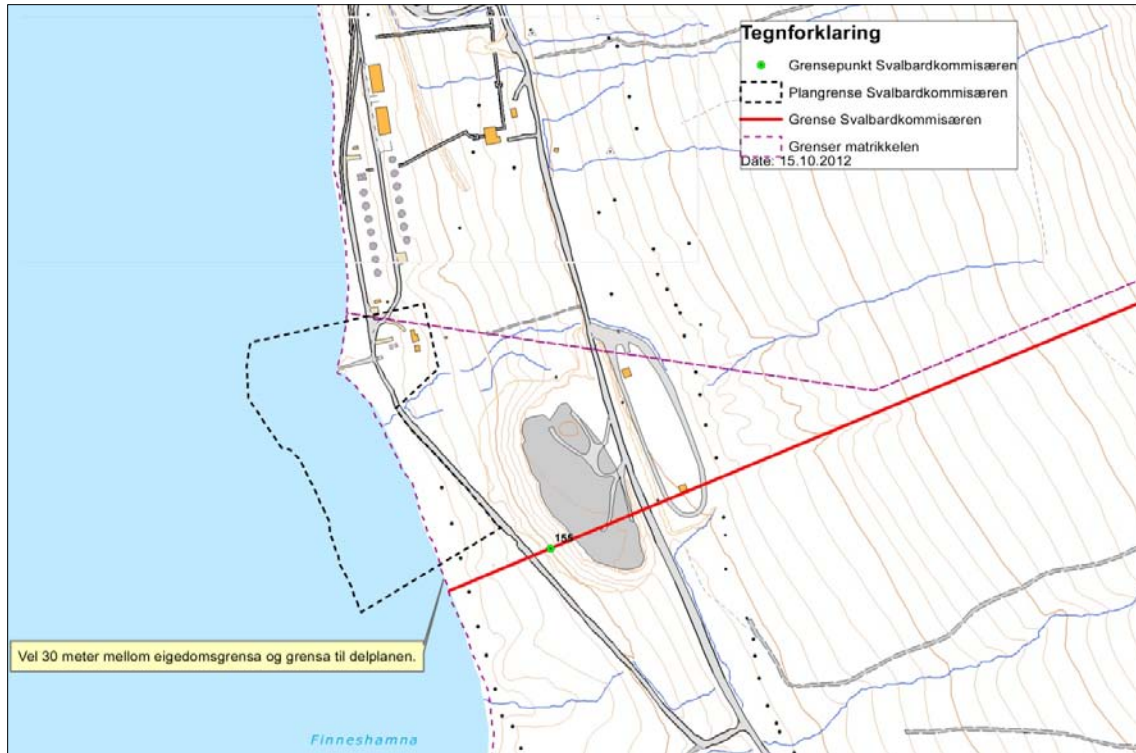 Tegnforklaring
Grensepunkt Svalbardkommisæren
Plangrense Svalbardkommisæren
Grense Svalbardkommisæren
Grenser matrikkelen
Date: 15.10.2012
155
Vel 30 meter mellom eigedomsgrensa og grensa til delplanen.
Finneshamna